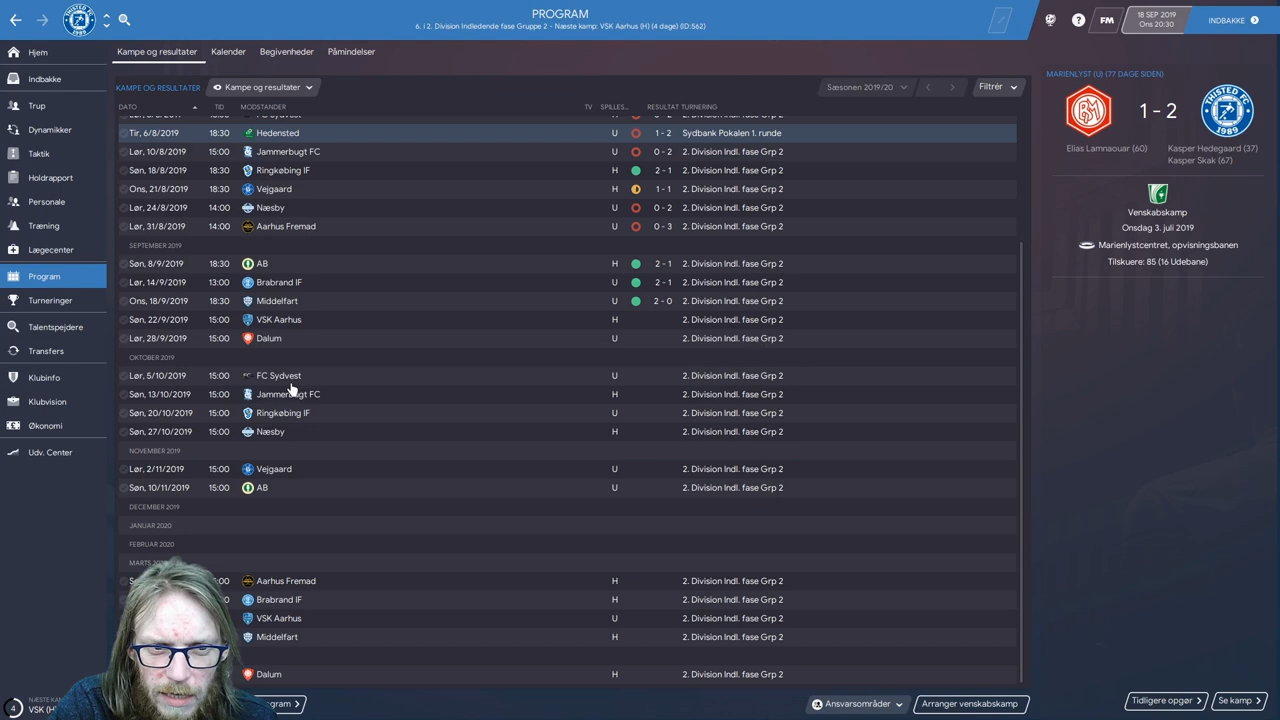 PROGRAM
6. i 2. Division Indledende fase Gruppe 2 - Næste kamp: VSK Aarhus (H) (4 dage) (ID:562)
18 SEP 2019
Ons 20:30
INDBAKKE
FM
Hjem
Indbakke
Trup
Dynamikker
Taktik
Holdrapport
Personale
Træning
Lægecenter
Program
Turneringer
Talentspejdere
Transfers
Klubinfo
Klubvision
Økonomi
Udv. Center
Kampe og resultater Kalender Begivenheder Påmindelser
KAMPE OG RESULTATER Kampe og resultater Sæsonen 2019/20 Filtrér
DATO TID MODSTANDER TV SPILLES... RESULTAT TURNERING
Tir, 6/8/2019 18:30 Hedensted U 1 - 2 Sydbank Pokalen 1. runde
Lør, 10/8/2019 15:00 Jammerbugt FC U 0 - 2 2. Division Indl. fase Grp 2
Søn, 18/8/2019 18:30 Ringkøbing IF H 2 - 1 2. Division Indl. fase Grp 2
Ons, 21/8/2019 18:30 Vejgaard H 1 - 1 2. Division Indl. fase Grp 2
Lør, 24/8/2019 14:00 Næsby U 0 - 2 2. Division Indl. fase Grp 2
Lør, 31/8/2019 14:00 Aarhus Fremad U 0 - 3 2. Division Indl. fase Grp 2
SEPTEMBER 2019
Søn, 8/9/2019 18:30 AB H 2 - 1 2. Division Indl. fase Grp 2
Lør, 14/9/2019 13:00 Brabrand IF U 2 - 1 2. Division Indl. fase Grp 2
Ons, 18/9/2019 18:30 Middelfart U 2 - 0 2. Division Indl. fase Grp 2
Søn, 22/9/2019 15:00 VSK Aarhus H 2. Division Indl. fase Grp 2
Lør, 28/9/2019 15:00 Dalum U 2. Division Indl. fase Grp 2
OKTOBER 2019
Lør, 5/10/2019 15:00 FC Sydvest U 2. Division Indl. fase Grp 2
Søn, 13/10/2019 15:00 Jammerbugt FC H 2. Division Indl. fase Grp 2
Søn, 20/10/2019 15:00 Ringkøbing IF U 2. Division Indl. fase Grp 2
Søn, 27/10/2019 15:00 Næsby H 2. Division Indl. fase Grp 2
NOVEMBER 2019
Lør, 2/11/2019 15:00 Vejgaard U 2. Division Indl. fase Grp 2
Søn, 10/11/2019 15:00 AB U 2. Division Indl. fase Grp 2
DECEMBER 2019
JANUAR 2020
FEBRUAR 2020
MARTS
Aarhus Fremad H 2. Division Indl. fase Grp 2
Brabrand IF H 2. Division Indl. fase Grp 2
VSK Aarhus U 2. Division Indl. fase Grp 2
Middelfart H 2. Division Indl. fase Grp 2
Dalum H 2. Division Indl. fase Grp 2
4
VSK (H)
Ansvarsområder
Arranger venskabskamp
MARIENLYST (U) (77 DAGE SIDEN)
1 - 2
THISTED FC
1989
Elias Lamnaouar (60)
Kasper Hedegaard (37)
Kasper Skak (67)
Venskabskamp
Onsdag 3. juli 2019
Marienlystcentret, opvisningsbanen
Tilskuere: 85 (16 Udebane)
Tidligere opgør
Se kamp